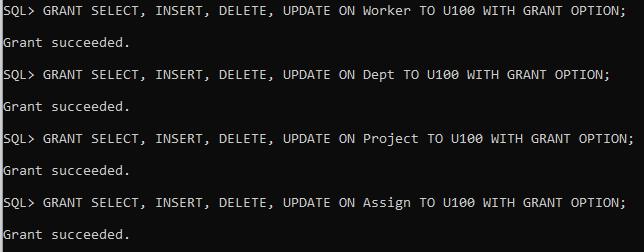 SQL> GRANT SELECT, INSERT, DELETE, UPDATE ON Worker TO U100 WITH GRANT OPTION;
Grant succeeded.
SQL> GRANT SELECT, INSERT, DELETE, UPDATE ON Dept TO U100 WITH GRANT OPTION;
Grant succeeded.
SQL> GRANT SELECT, INSERT, DELETE, UPDATE ON Project TO U100 WITH GRANT OPTION;
Grant succeeded.
SQL> GRANT SELECT, INSERT, DELETE, UPDATE ON Assign TO U100 WITH GRANT OPTION;
Grant succeeded.